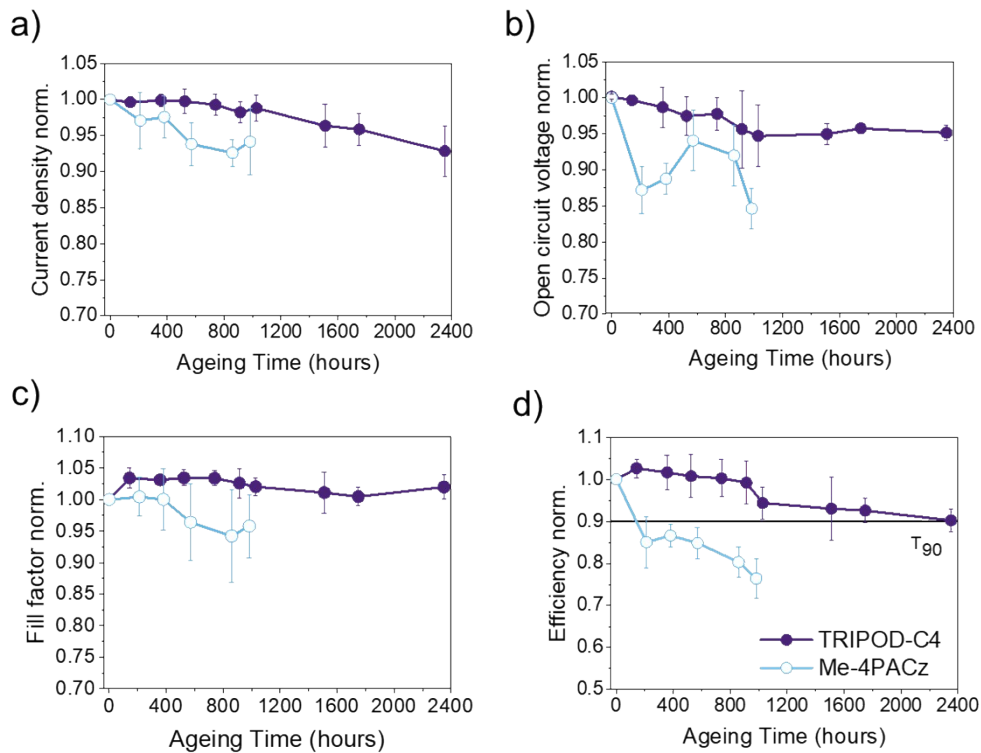 a)
Current density norm.
1.05
1.00
0.95
0.90
0.85
0.80
0.75
0.70
0 400 800 1200 1600 2000 2400
Ageing Time (hours)
b)
Open circuit voltage norm.
1.05
1.00
0.95
0.90
0.85
0.80
0.75
0.70
0 400 800 1200 1600 2000 2400
Ageing Time (hours)
c)
Fill factor norm.
1.10
1.05
1.00
0.95
0.90
0.85
0.80
0.75
0.70
0 400 800 1200 1600 2000 2400
Ageing Time (hours)
d)
Efficiency norm.
1.1
1.0
0.9
0.8
0.7
0.6
0.5
T90
TRIPOD-C4
Me-4PACz
0 400 800 1200 1600 2000 2400
Ageing Time (hours)